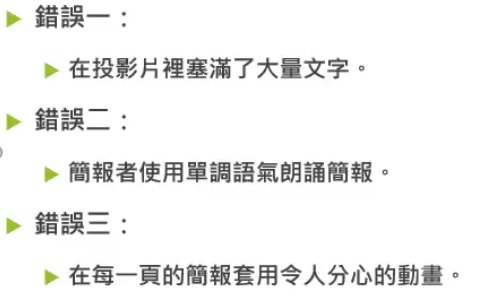 錯誤一：
在投影片裡塞滿了大量文字。
錯誤二：
簡報者使用單調語氣朗誦簡報。
錯誤三：
在每一頁的簡報套用令人分心的動畫。